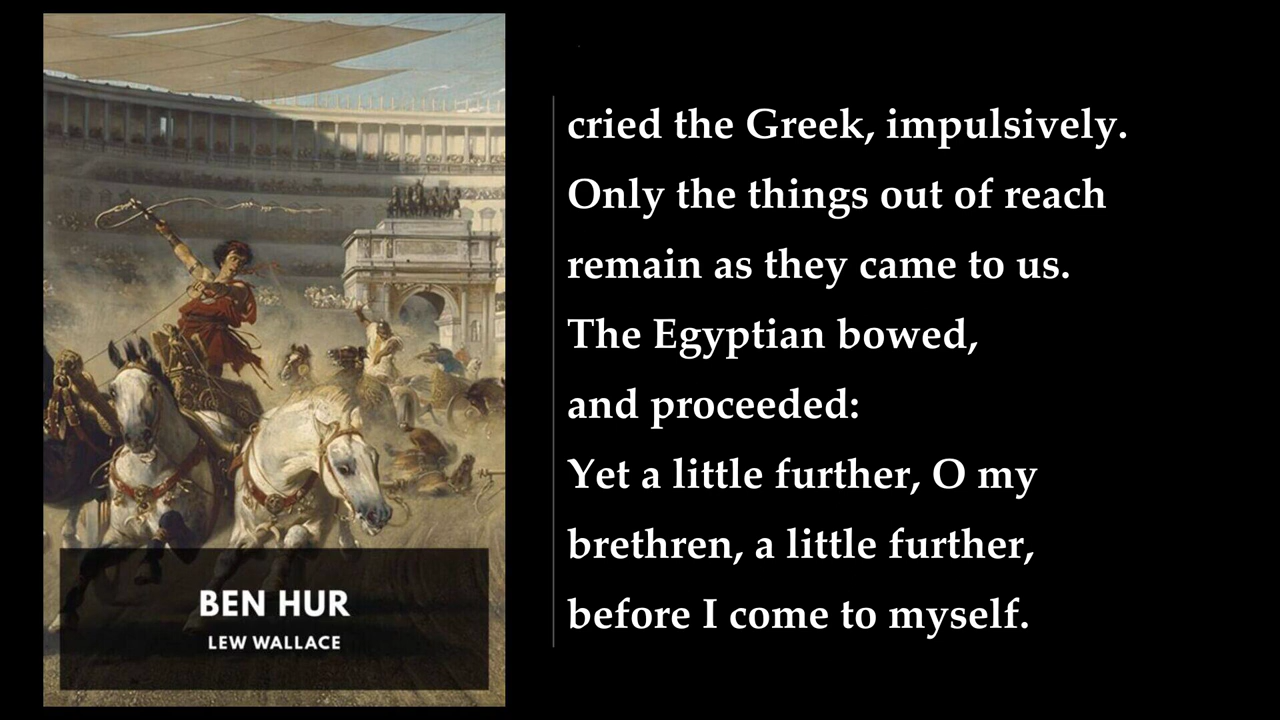 BEN HUR
LEW WALLACE
cried the Greek, impulsively.
Only the things out of reach
remain as they came to us.
The Egyptian bowed,
and proceeded:
Yet a little further, O my
brethren, a little further,
before I come to myself.